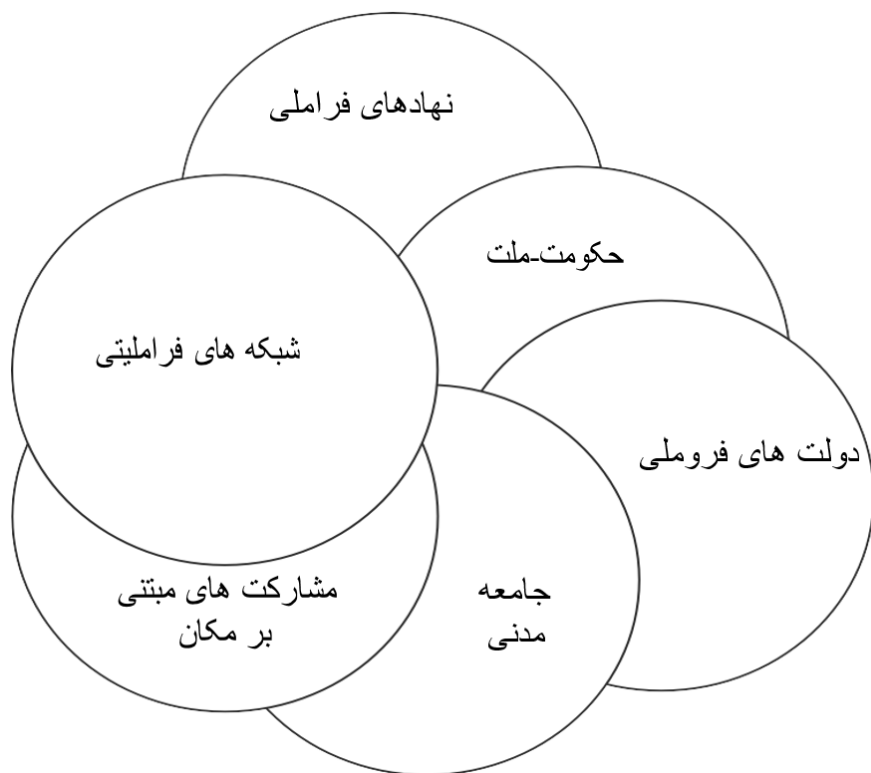 نهادهای فراملی
حکومت-ملت
شبکه های فراملیتی
دولت های فروملی
مشارکت های مبتنی
بر مکان
جامعه
مدنی